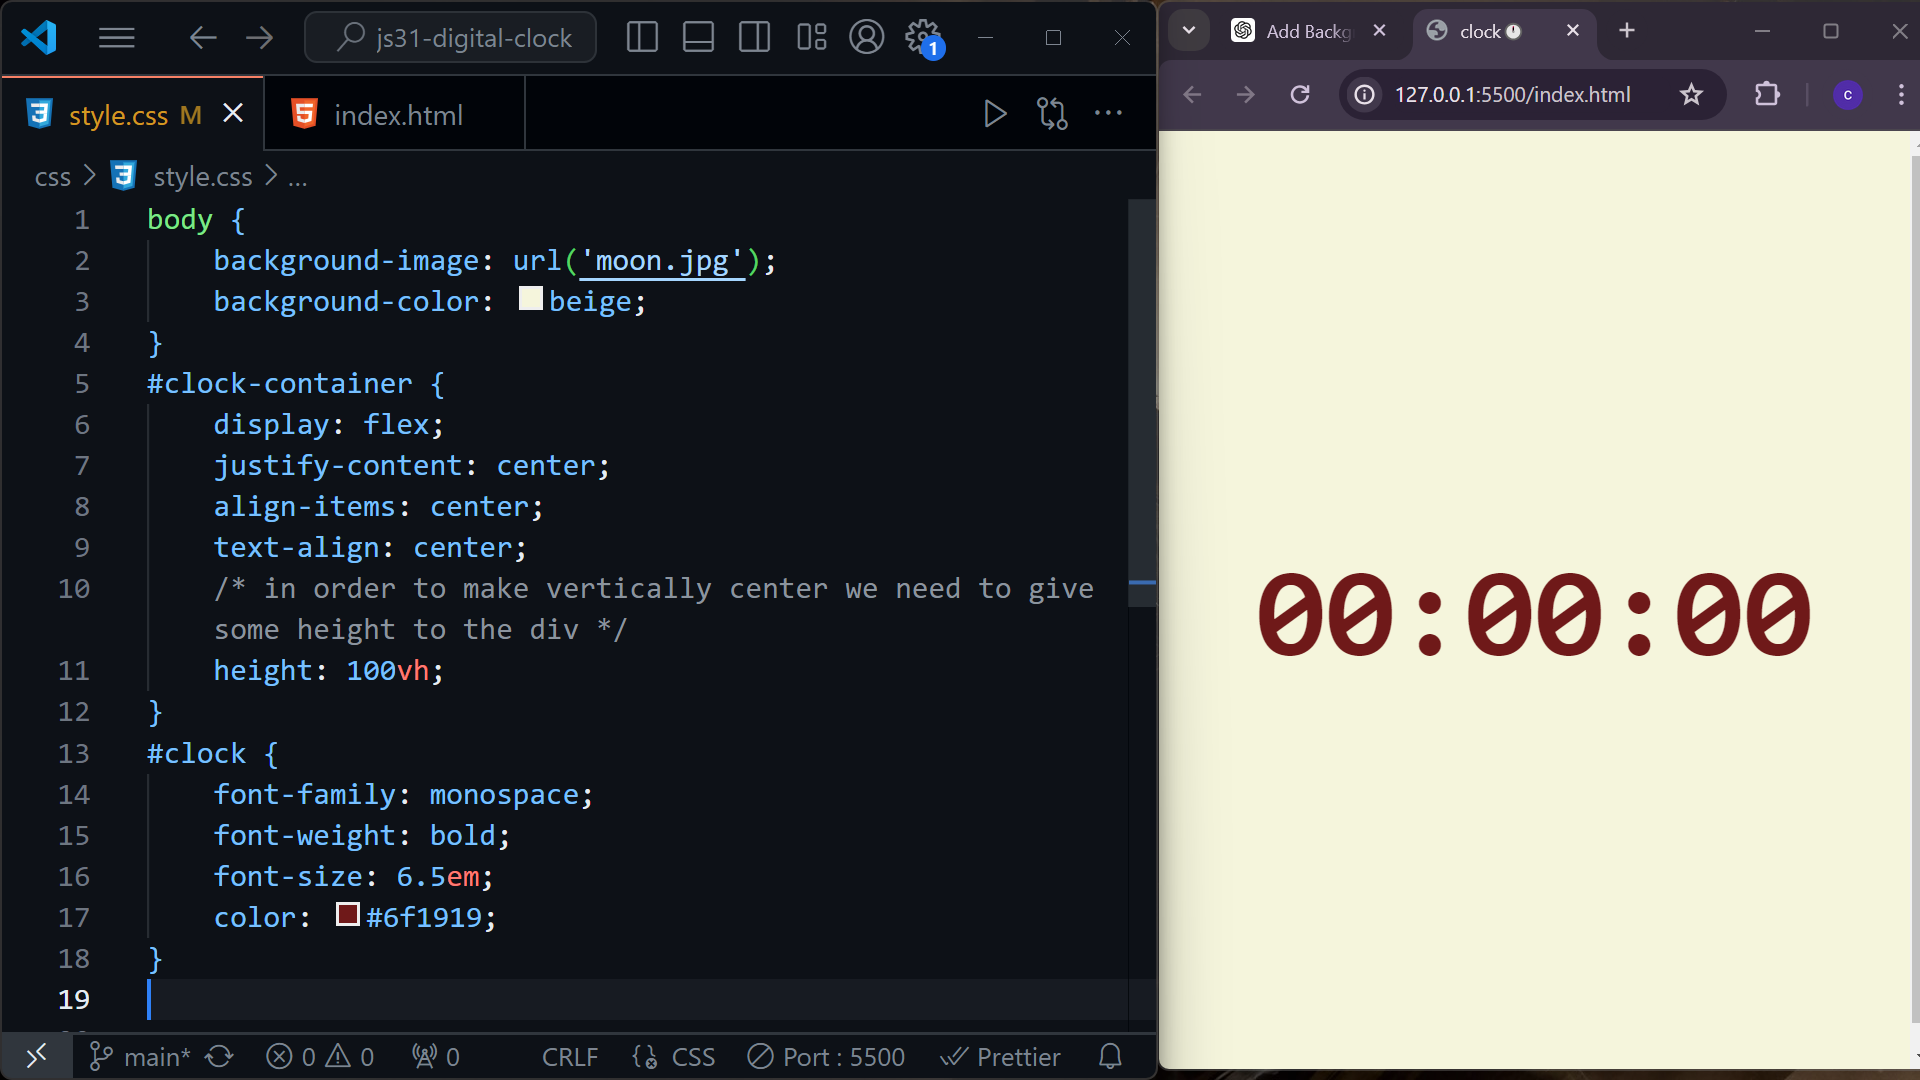 js31-digital-clock
1
style.css M
index.html
css > style.css > ...
1 body {
2 background-image: url('moon.jpg');
3 background-color: beige;
4 }
5 #clock-container {
6 display: flex;
7 justify-content: center;
8 align-items: center;
9 text-align: center;
10 /* in order to make vertically center we need to give
some height to the div */
11 height: 100vh;
12 }
13 #clock {
14 font-family: monospace;
15 font-weight: bold;
16 font-size: 6.5em;
17 color: #6f1919;
18 }
19
main* 0 0 0 CRLF CSS Port : 5500 Prettier
Add Backg
clock
127.0.0.1:5500/index.html
c
00:00:00